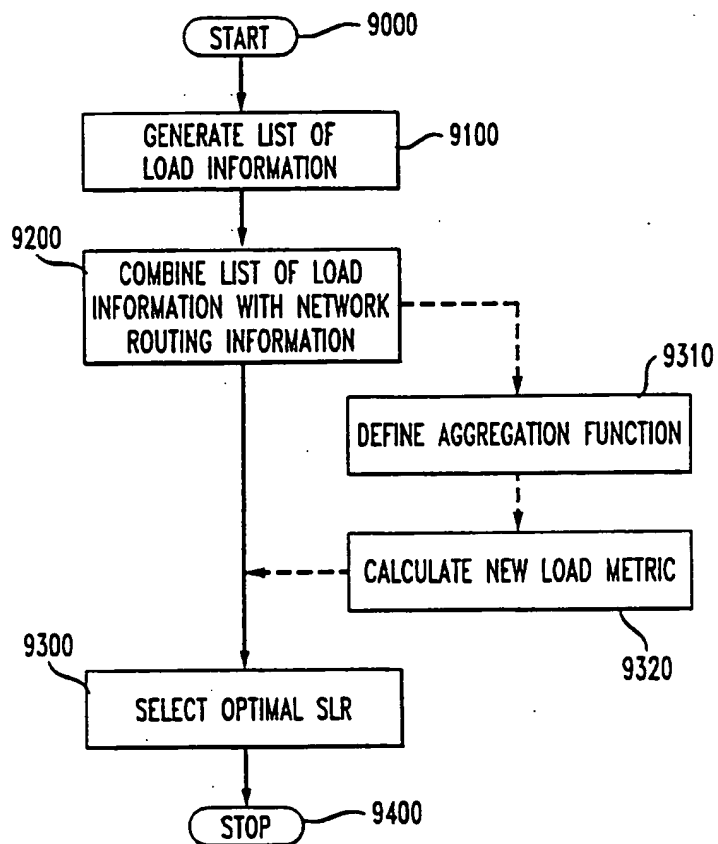 START
9000
GENERATE LIST OF
LOAD INFORMATION
9100
9200
COMBINE LIST OF LOAD
INFORMATION WITH NETWORK
ROUTING INFORMATION
9310
DEFINE AGGREGATION FUNCTION
CALCULATE NEW LOAD METRIC
9320
9300
SELECT OPTIMAL SLR
STOP
9400